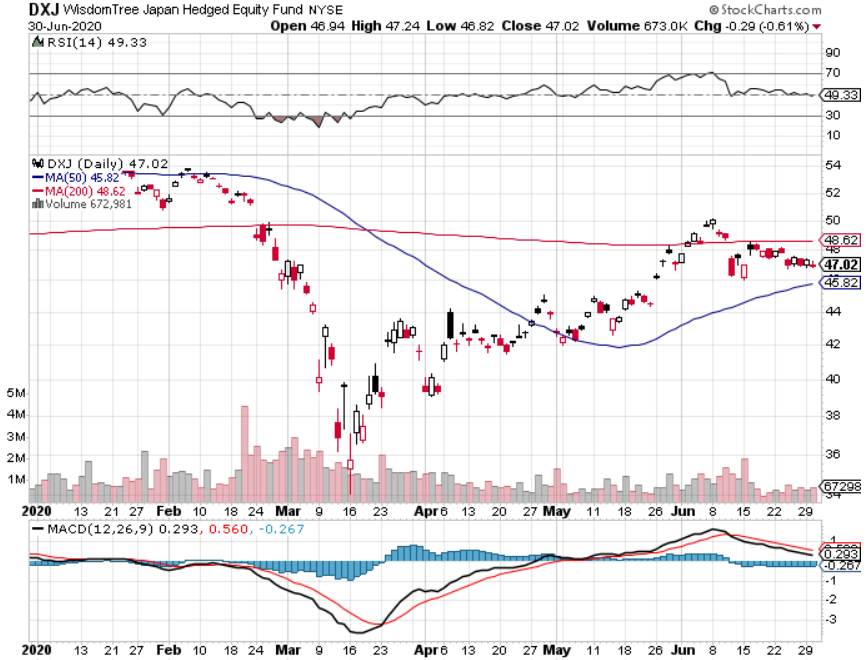 DXJ WisdomTree Japan Hedged Equity Fund NYSE © StockCharts.com
30-Jun-2020 Open 46.94 High 47.24 Low 46.82 Close 47.02 Volume 673.0K Chg -0.29 (-0.61%)
RSI(14) 49.33
90
70
49.33
30
10
DXJ (Daily) 47.02
MA(50) 45.82
MA(200) 48.62
Volume 672,981
54
52
50
48.62
48
47.02
45.82
44
42
40
38
36
34
5M
4M
3M
2M
1M
67298
2020 13 21 27 Feb 10 18 24 Mar 9 16 23 Apr 6 13 20 27 May 11 18 26 Jun 8 15 22 29
MACD(12,26,9) 0.293, 0.560, -0.267
1
0.293
-0.267
-1
-2
-3
2020 13 21 27 Feb 10 18 24 Mar 9 16 23 Apr 6 13 20 27 May 11 18 26 Jun 8 15 22 29